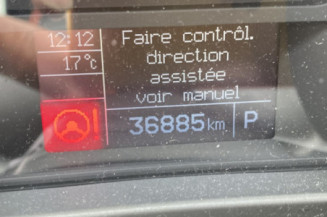 12:12
17°C
Faire contrôl.
direction
assistée
voir manuel
36885 km P